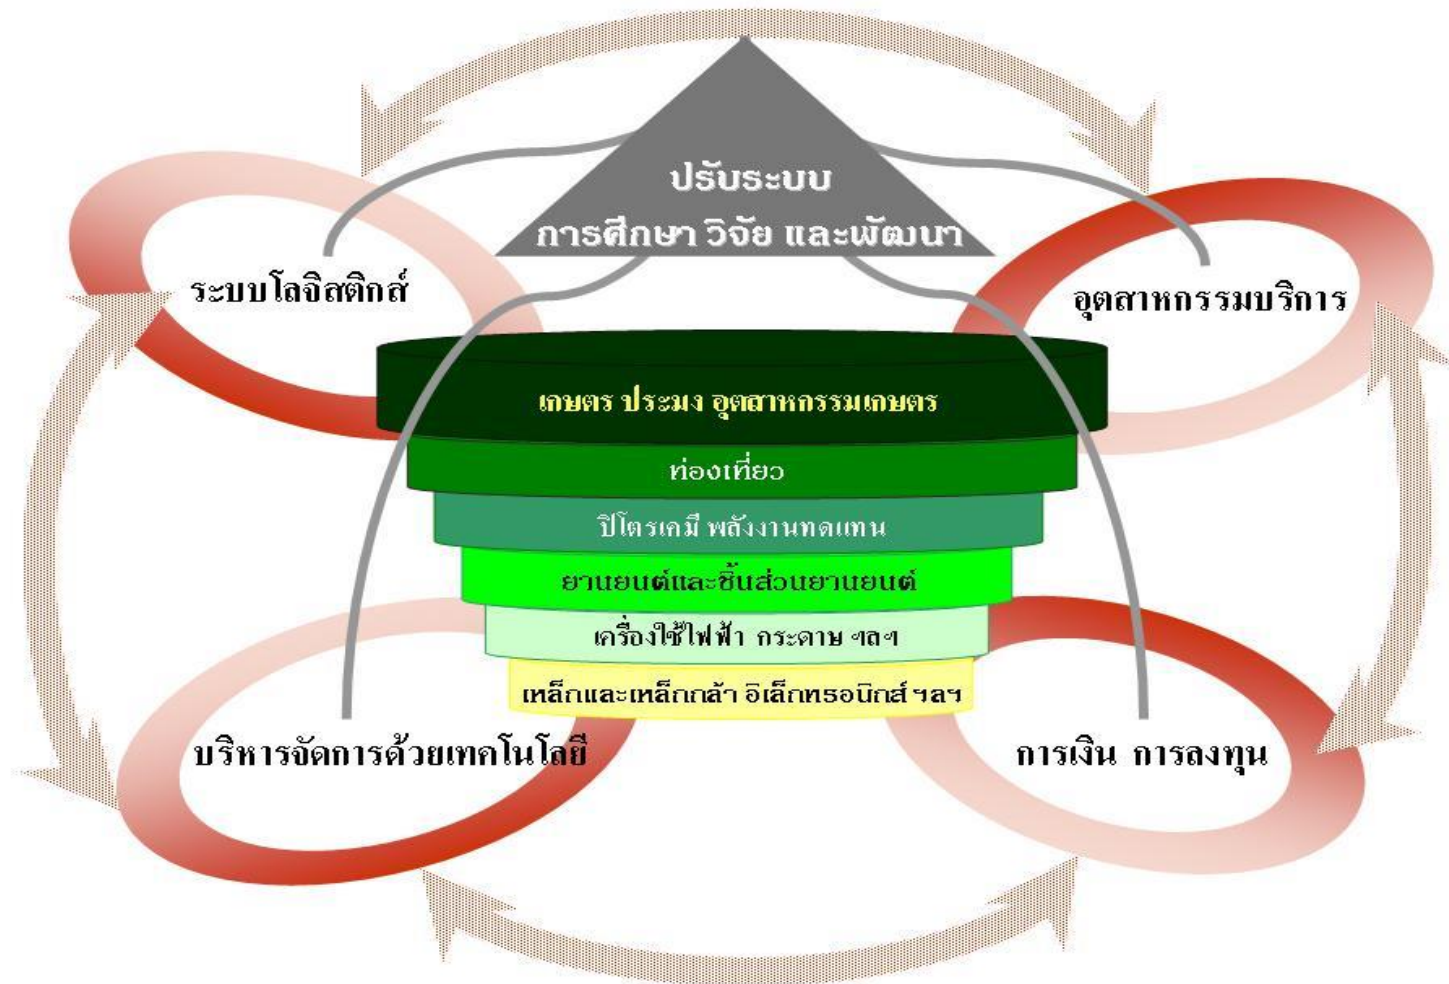 ปรับระบบ
การศึกษา วิจัย และพัฒนา
ระบบโลจิสติกส์
อุตสาหกรรมบริการ
เกษตร ประมง อุตสาหกรรมเกษตร
ท่องเที่ยว
ปิโตรเคมี พลังงานทดแทน
ยานยนต์และชิ้นส่วนยานยนต์
เครื่องใช้ไฟฟ้า กระดาษ ฯลฯ
เหล็กและเหล็กกล้า อิเล็กทรอนิกส์ ฯลฯ
บริหารจัดการด้วยเทคโนโลยี
การเงิน การลงทุน